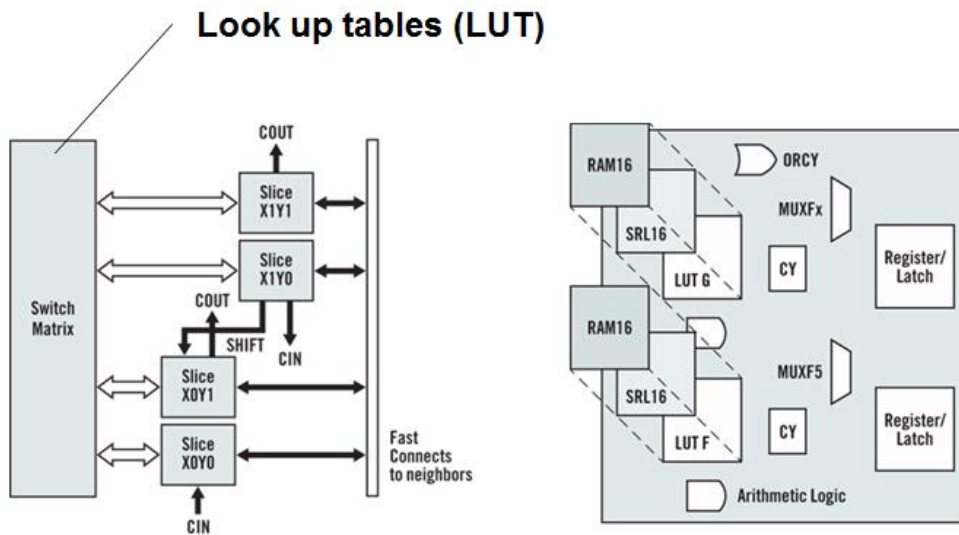 Look up tables (LUT)
COUT
Slice
X1Y1
Slice
X1Y0
Switch
Matrix
COUT
SHIFT
CIN
Slice
X0Y1
Slice
X0Y0
CIN
Fast
Connects
to neighbors
RAM16
ORCY
SRL16
MUXFx
LUT G
CY
Register/
Latch
RAM16
SRL16
MUXF5
LUT F
CY
Register/
Latch
Arithmetic Logic